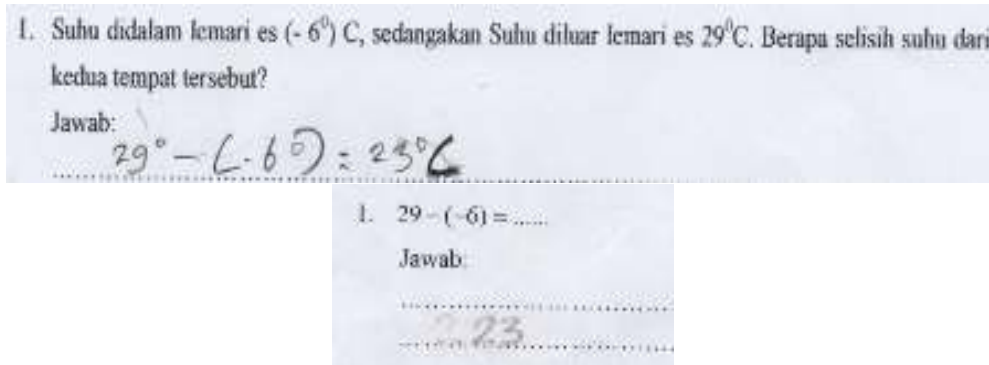 1. Suhu didalam lemari es (- 6⁰) C, sedangakan Suhu diluar lemari es 29⁰C. Berapa selisih suhu dari
kedua tempat tersebut?
Jawab:
29° - (-6°) = 23°C
1. 29 - (-6) = ......
Jawab:
23